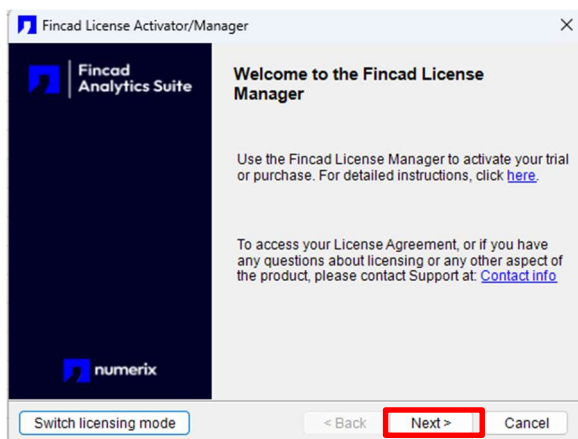 Fincad License Activator/Manager
Fincad
Analytics Suite
Welcome to the Fincad License
Manager
Use the Fincad License Manager to activate your trial
or purchase. For detailed instructions, click here.
To access your License Agreement, or if you have
any questions about licensing or any other aspect of
the product, please contact Support at: Contact info
numerix
Switch licensing mode
< Back
Next >
Cancel